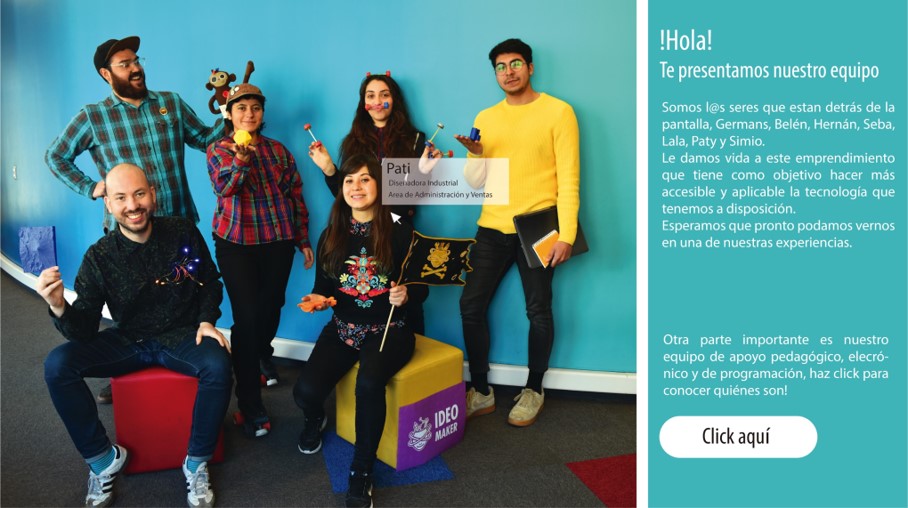 Pati
Diseñadora Industrial
Area de Administración y Ventas
IDEO
MAKER
!Hola!
Te presentamos nuestro equipo
Somos l@s seres que estan detrás de la
pantalla, Germans, Belén, Hernán, Seba,
Lala, Paty y Simio.
Le damos vida a este emprendimiento
que tiene como objetivo hacer más
accesible y aplicable la tecnología que
tenemos a disposición.
Esperamos que pronto podamos vernos
en una de nuestras experiencias.
Otra parte importante es nuestro
equipo de apoyo pedagógico, elecró-
nico y de programación, haz click para
conocer quiénes son!
Click aquí